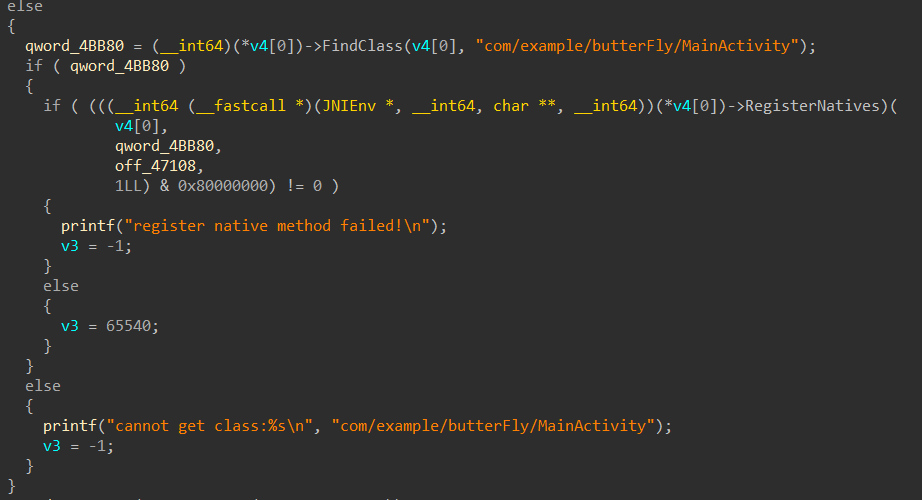 else
{
qword_4BB80 = (__int64)(*v4[0])->FindClass(v4[0], "com/example/butterFly/MainActivity");
if ( qword_4BB80 )
{
if ( (((__int64 (__fastcall *)(JNIEnv *, __int64, char **, __int64))(*v4[0])->RegisterNatives)(
v4[0],
qword_4BB80,
off_47108,
1LL) & 0x80000000) != 0 )
{
printf("register native method failed!\n");
v3 = -1;
}
else
{
v3 = 65540;
}
}
else
{
printf("cannot get class:%s\n", "com/example/butterFly/MainActivity");
v3 = -1;
}
}